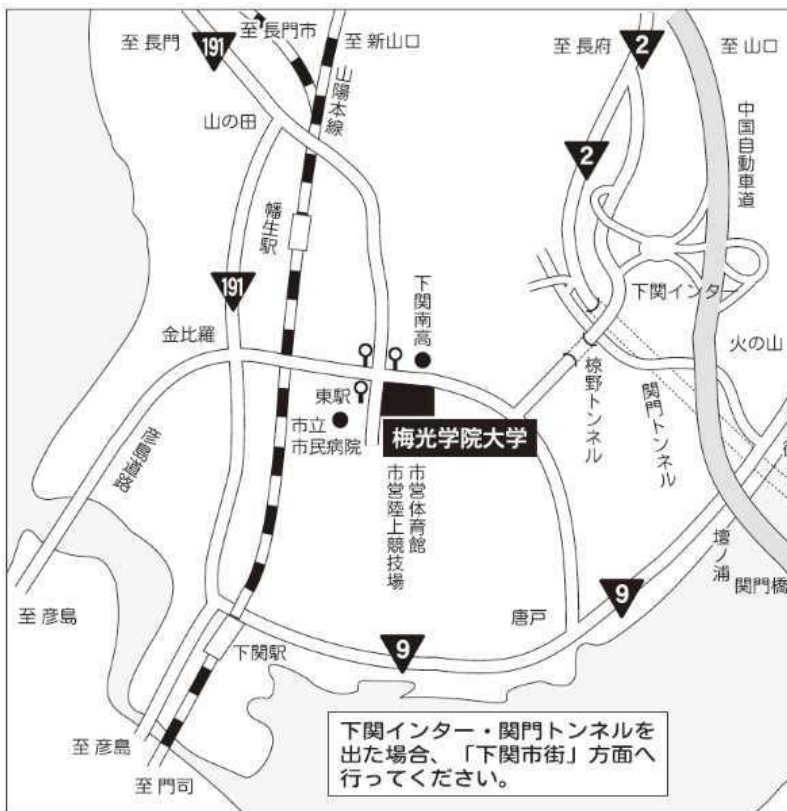 至 長門
191
至 長門市
至 新山口
山陽本線
至 長府
2
至 山口
中国自動車道
山の田
2
幡生駅
191
下関南高
下関インター
金比羅
火の山
東駅
市立
市民病院
梅光学院大学
椋野トンネル
関門トンネル
彦島道路
市営体育館
市営陸上競技場
壇ノ浦
関門橋
至 彦島
唐戸
9
下関駅
9
至 彦島
至 門司
下関インター・関門トンネルを
出た場合、「下関市街」方面へ
行ってください。